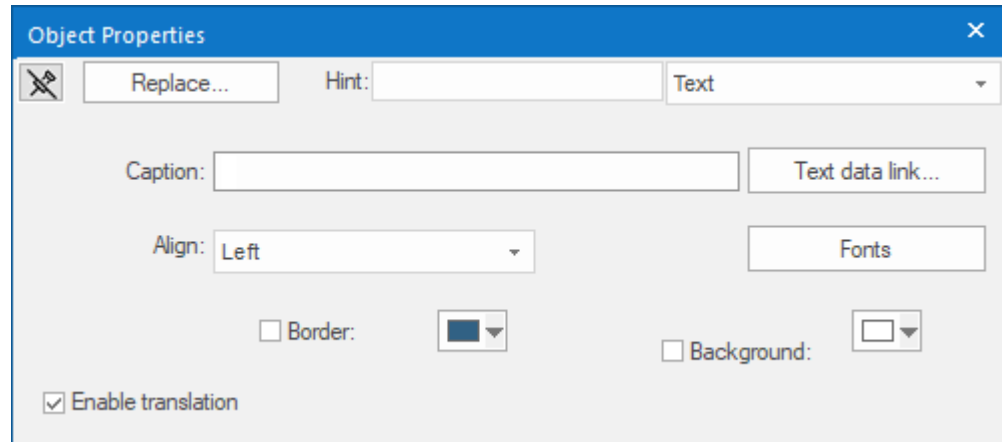 Object Properties
Replace... Hint: Text
Caption: Text data link...
Align: Left Fonts
Border: Background:
Enable translation